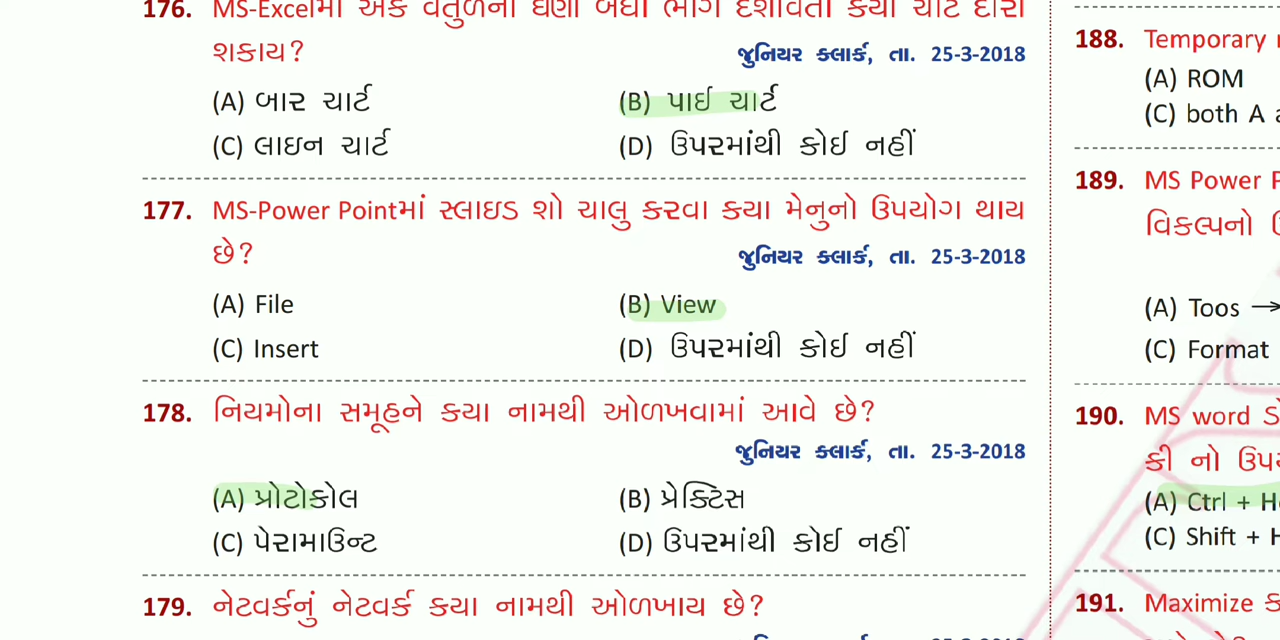 176. MS-Excelમાં એક વર્તુળના ઘણા બધા ભાગ દર્શાવતો કયો ચાર્ટ દોરી
શકાય?
જુનિયર ક્લાર્ક, તા. 25-3-2018
(A) બાર ચાર્ટ (B) પાઈ ચાર્ટ
(C) લાઇન ચાર્ટ (D) ઉપરમાંથી કોઈ નહીં
177. MS-Power Pointમાં સ્લાઇડ શો ચાલુ કરવા કયા મેનુનો ઉપયોગ થાય
છે?
જુનિયર ક્લાર્ક, તા. 25-3-2018
(A) File (B) View
(C) Insert (D) ઉપરમાંથી કોઈ નહીં
178. નિયમોના સમૂહને કયા નામથી ઓળખવામાં આવે છે?
જુનિયર ક્લાર્ક, તા. 25-3-2018
(A) પ્રોટોકોલ (B) પ્રેક્ટિસ
(C) પેરામાઉન્ટ (D) ઉપરમાંથી કોઈ નહીં
179. નેટવર્કનું નેટવર્ક કયા નામથી ઓળખાય છે?
188. Temporary
(A) ROM
(C) both A
189. MS Power
વિકલ્પનો
(A) Toos →
(C) Format
190. MS word
કી નો
(A) Ctrl +
(C) Shift +
191. Maximize